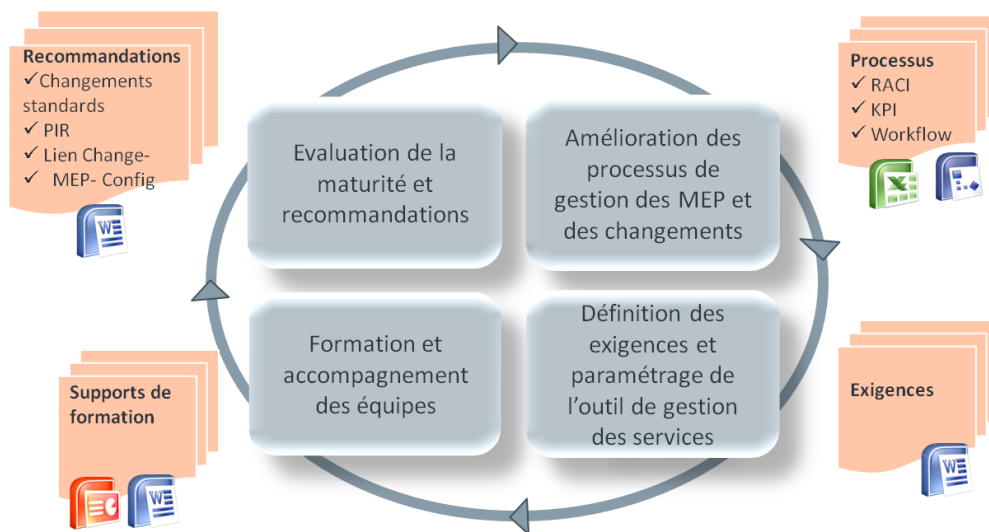 Recommandations
✓Changements
standards
✓ PIR
✓ Lien Change-
✓ MEP- Config
Evaluation de la
maturité et
recommandations
Amélioration des
processus de
gestion des MEP et
des changements
Processus
✓ RACI
✓ KPI
✓ Workflow
Supports de
formation
Formation et
accompagnement
des équipes
Définition des
exigences et
paramétrage de
l’outil de gestion
des services
Exigences